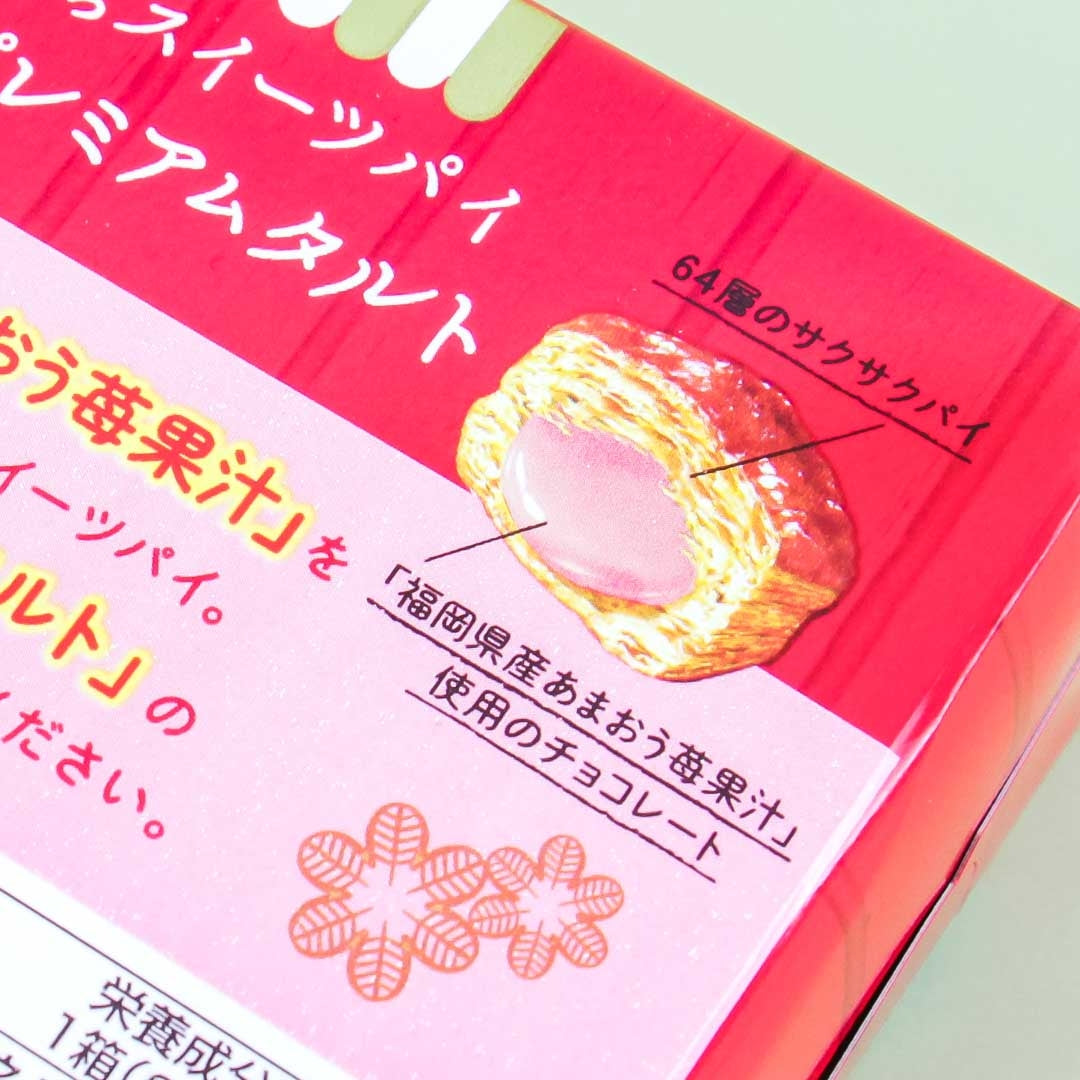 スイーツパイ
プレミアムタルト
64層のサクサクパイ
おう苺果汁」を
イーツパイ。
ルト」の
ください。
「福岡県産あまおう苺果汁」
使用のチョコレート
栄養成分
1箱(